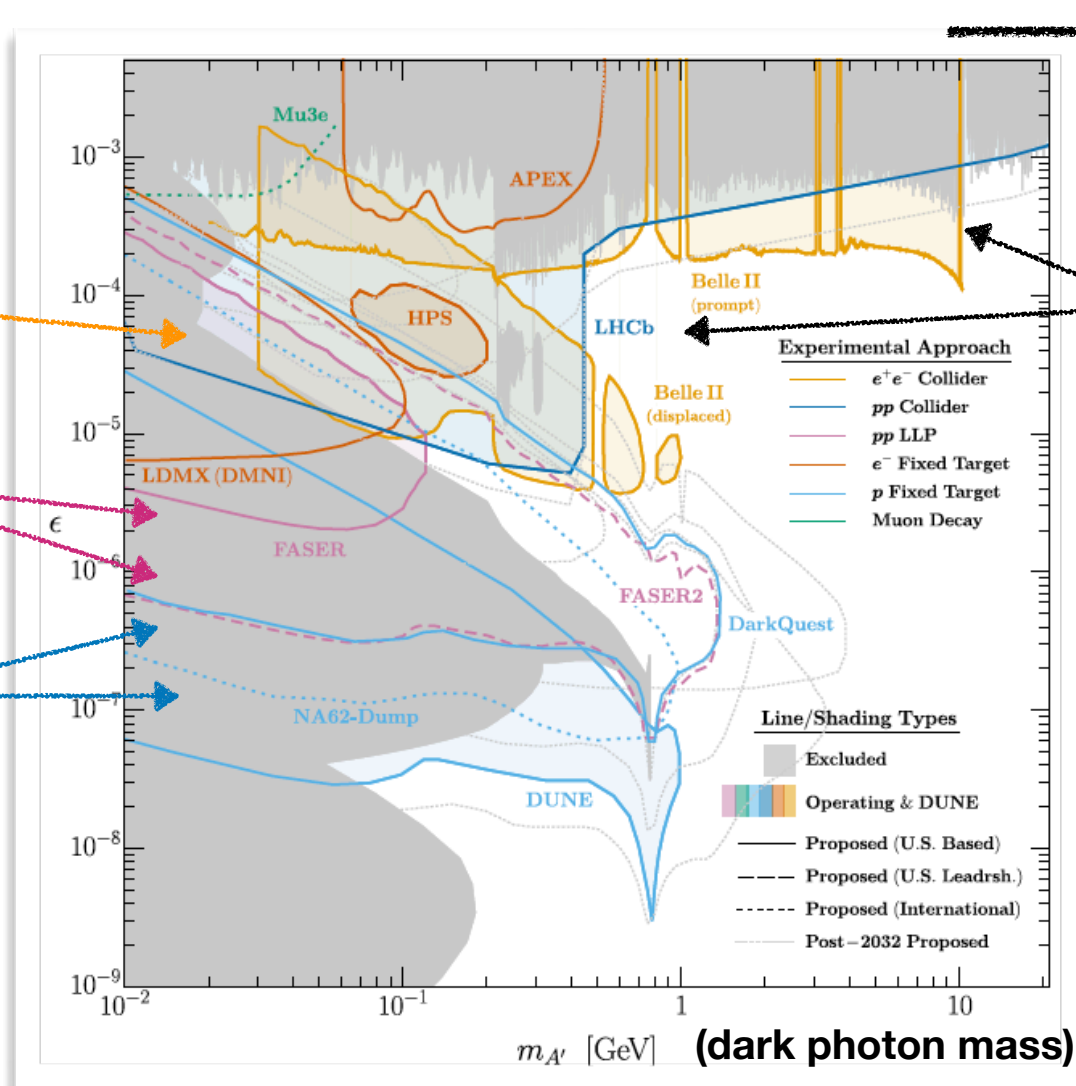 Mu3e
10⁻³
APEX
10⁻⁴
Belle II
(prompt)
HPS
LHCb
Experimental Approach
e⁺e⁻ Collider
pp Collider
pp LLP
e⁻ Fixed Target
p Fixed Target
Muon Decay
Belle II
(displaced)
10⁻⁵
LDMX (DMNI)
ϵ
FASER
10⁻⁶
FASER2
DarkQuest
10⁻⁷
NA62-Dump
Line/Shading Types
Excluded
Operating & DUNE
Proposed (U.S. Based)
Proposed (U.S. Leadrsh.)
Proposed (International)
Post−2032 Proposed
DUNE
10⁻⁸
10⁻⁹
10⁻² 10⁻¹ 1 10
m_A′ [GeV] (dark photon mass)